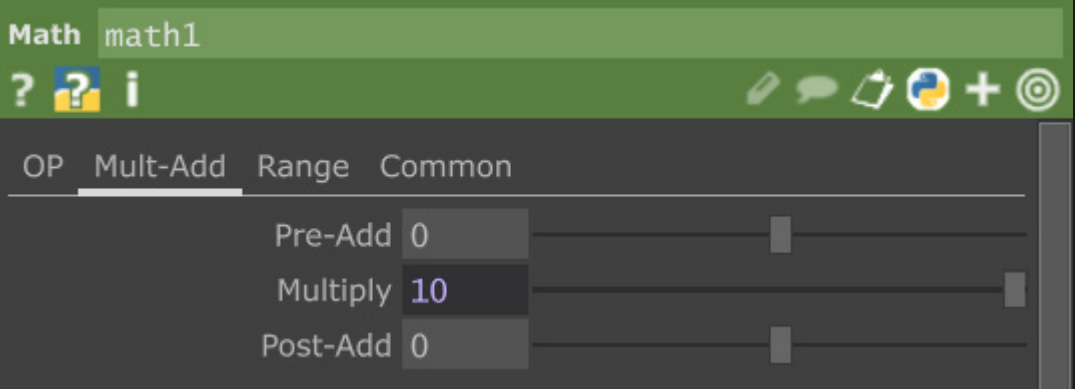 Math math1
? ? i
OP Mult-Add Range Common
Pre-Add 0
Multiply 10
Post-Add 0